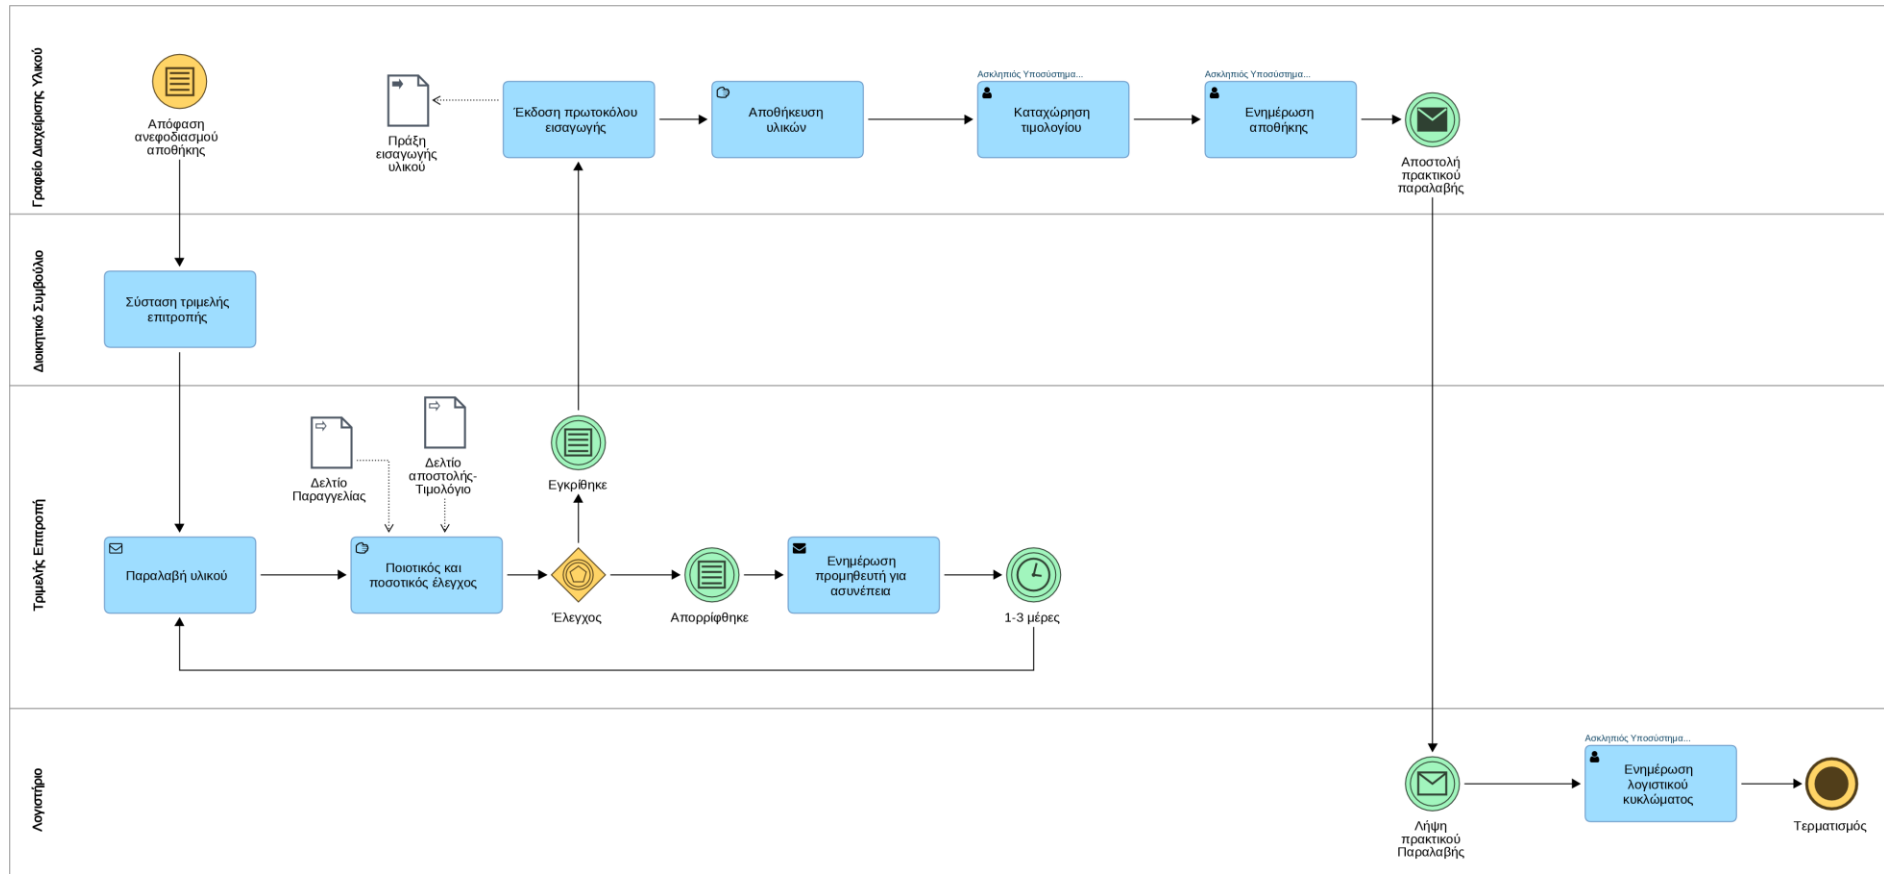 Γραφείο Διαχείρισης Υλικού
Απόφαση
ανεφοδιασμού
αποθήκης
Πράξη
εισαγωγής
υλικού
Έκδοση πρωτοκόλου
εισαγωγής
Αποθήκευση
υλικών
Ασκληπιός Υποσύστημα...
Καταχώρηση
τιμολογίου
Ασκληπιός Υποσύστημα...
Ενημέρωση
αποθήκης
Αποστολή
πρακτικού
παραλαβής
Διοικητικό Συμβούλιο
Σύσταση τριμελής
επιτροπής
Τριμελής Επιτροπή
Δελτίο
Παραγγελίας
Δελτίο
αποστολής-
Τιμολόγιο
Εγκρίθηκε
Παραλαβή υλικού
Ποιοτικός και
ποσοτικός έλεγχος
Έλεγχος
Απορρίφθηκε
Ενημέρωση
προμηθευτή για
ασυνέπεια
1-3 μέρες
Λογιστήριο
Λήψη
πρακτικού
Παραλαβής
Ασκληπιός Υποσύστημα...
Ενημέρωση
λογιστικού
κυκλώματος
Τερματισμός